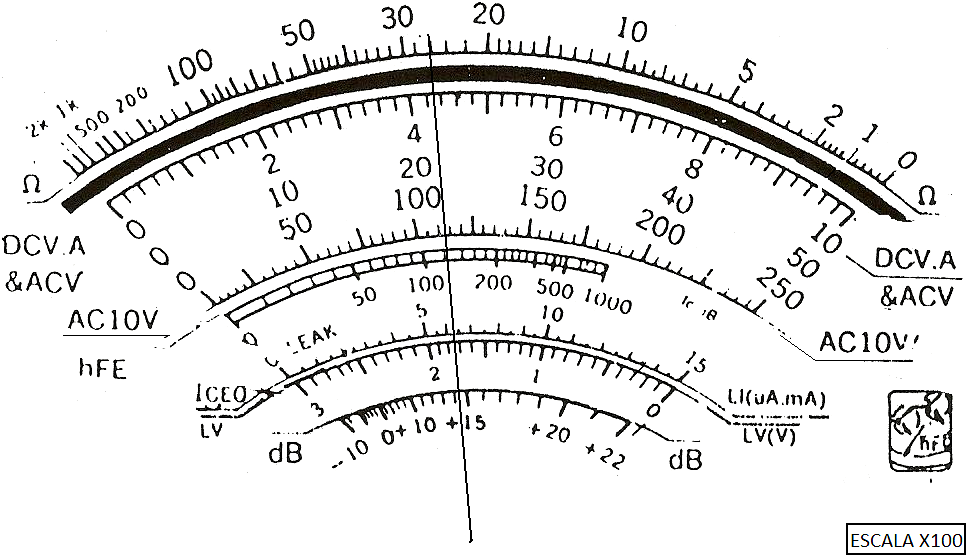 2k 1k 500 200 100 50 30 20 10 5 2 1 0
Ω Ω
0 2 4 6 8 10
0 10 20 30 40 50
0 50 100 150 200 250
DCV.A
&ACV
DCV.A
&ACV
AC10V
AC10V
hFE
0 50 100 200 500 1000
0 5 10 15
LEAK
ICEO
LV
LI(uA.mA)
LV(V)
3 2 1 0
dB -10 0 +10 +15 +20 +22 dB
hFE
ESCALA X100